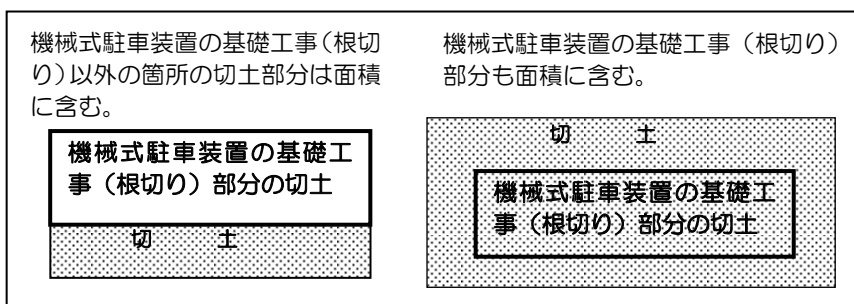 機械式駐車装置の基礎工事(根切
り)以外の箇所の切土部分は面積
に含む。
機械式駐車装置の基礎工
事(根切り)部分の切土
切 土
機械式駐車装置の基礎工事(根切り)
部分も面積に含む。
切 土
機械式駐車装置の基礎工
事(根切り)部分の切土